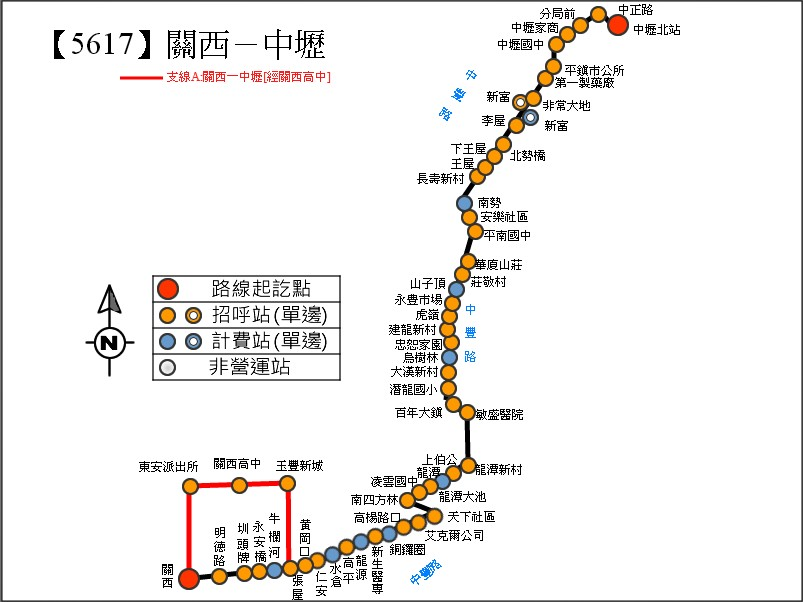 【5617】關西－中壢
支線A:關西－中壢[經關西高中]
中正路
分局前
中壢北站
中壢家商
中壢國中
平鎮市公所
第一製藥廠
中豐路
新富
非常大地
李屋
新富
下王屋
北勢橋
王屋
長壽新村
南勢
安樂社區
平南國中
華廈山莊
山子頂
莊敬村
永豊市場
虎嶺
中豐路
建龍新村
忠恕家園
烏樹林
大漢新村
潛龍國小
百年大鎮
敏盛醫院
路線起訖點
招呼站(單邊)
計費站(單邊)
非營運站
N
上伯公
龍潭新村
龍潭
凌雲國中
龍潭大池
南四方林
天下社區
高楊路口
艾克爾公司
銅鑼圈
新生醫專
龍源
高平
水倉
仁安
黃岡口
張屋
牛欄河
永安橋
圳頭牌
明德路
關西
東安派出所
關西高中
玉豐新城
中豐路